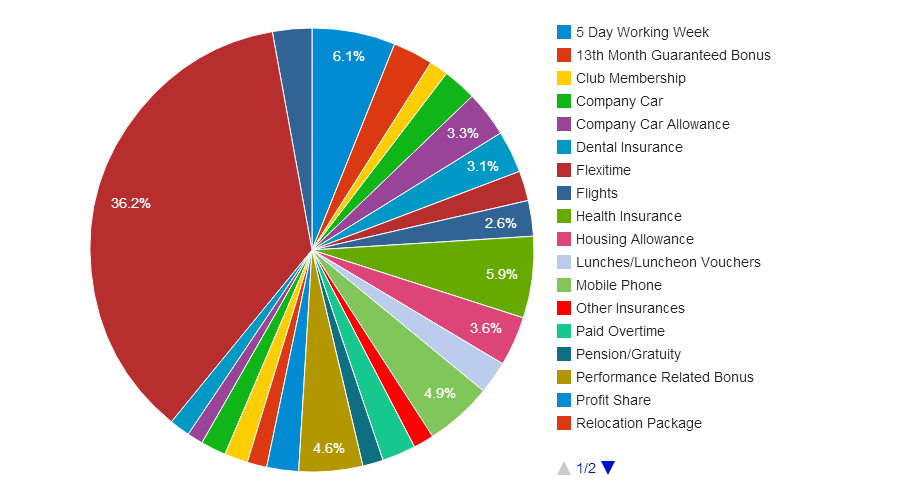 6.1%
3.3%
3.1%
2.6%
5.9%
3.6%
4.9%
4.6%
36.2%
5 Day Working Week
13th Month Guaranteed Bonus
Club Membership
Company Car
Company Car Allowance
Dental Insurance
Flexitime
Flights
Health Insurance
Housing Allowance
Lunches/Luncheon Vouchers
Mobile Phone
Other Insurances
Paid Overtime
Pension/Gratuity
Performance Related Bonus
Profit Share
Relocation Package
1/2